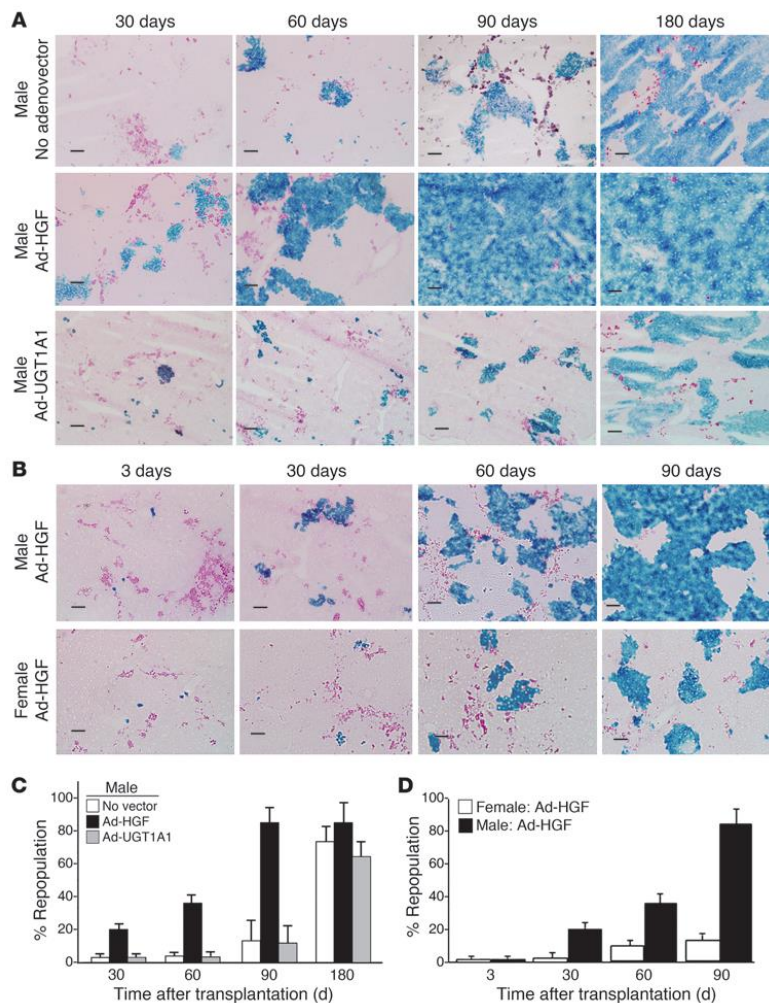 A
30 days
60 days
90 days
180 days
Male
No adenovector
Male
Ad-HGF
Male
Ad-UGT1A1
B
3 days
30 days
60 days
90 days
Male
Ad-HGF
Female
Ad-HGF
C
Male
No vector
Ad-HGF
Ad-UGT1A1
% Repopulation
100
80
60
40
20
0
30
60
90
180
Time after transplantation (d)
D
Female: Ad-HGF
Male: Ad-HGF
% Repopulation
100
80
60
40
20
0
3
30
60
90
Time after transplantation (d)